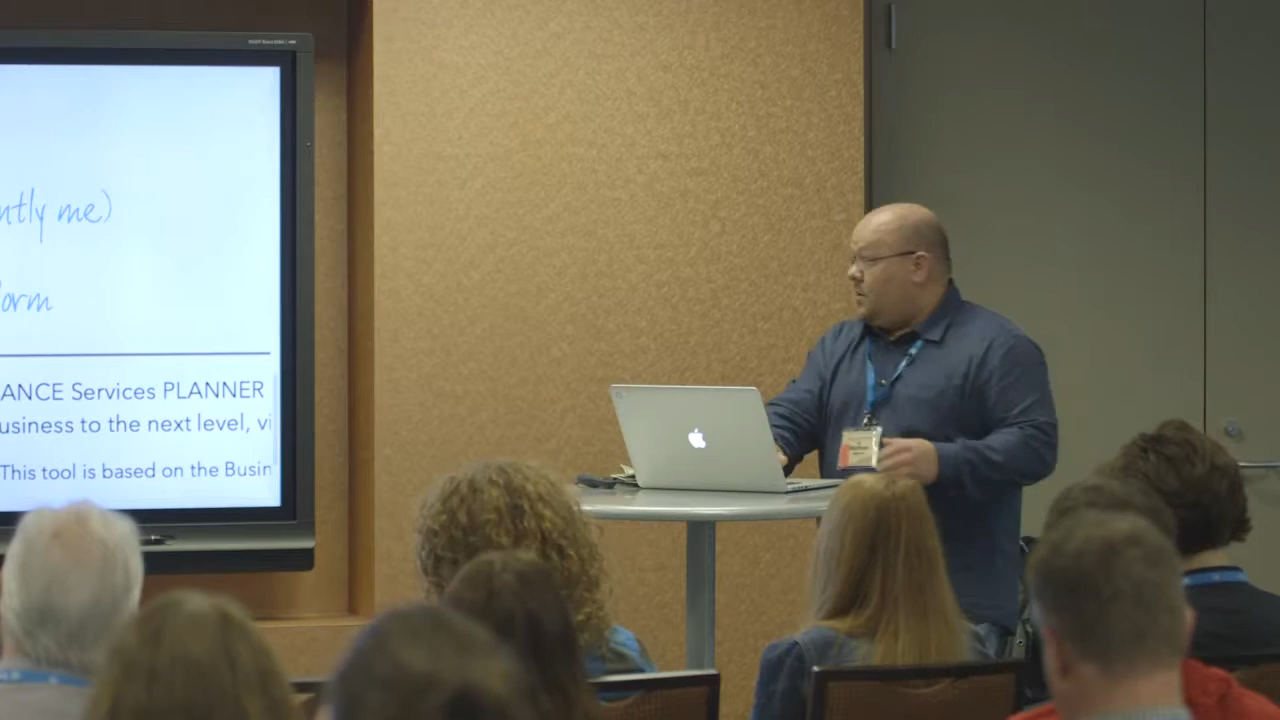 ntly me)
orm
ANCE Services PLANNER
usiness to the next level, vi
This tool is based on the Busin